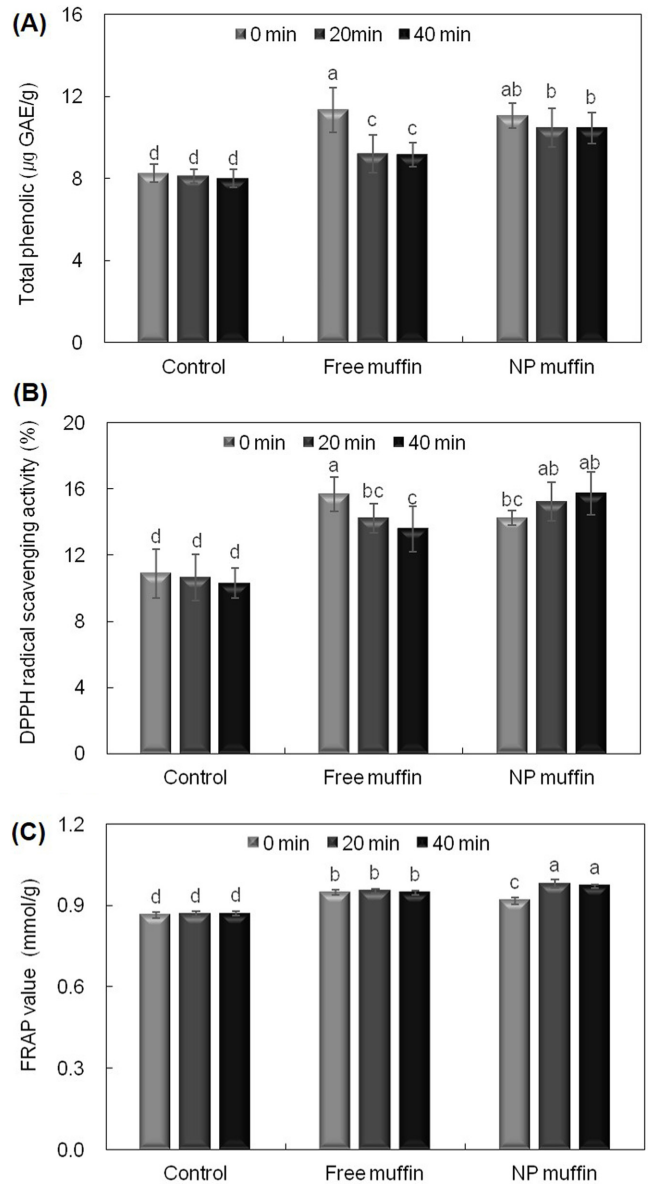 (A)
16
0 min 20min 40 min
12
8
4
0
Total phenolic (µg GAE/g)
d d d
a c c
ab b b
Control Free muffin NP muffin
(B)
20
0 min 20 min 40 min
16
12
8
4
0
DPPH radical scavenging activity (%)
d d d
a bc c
bc ab ab
Control Free muffin NP muffin
(C)
1.2
0 min 20 min 40 min
0.9
0.6
0.3
0.0
FRAP value (mmol/g)
d d d
b b b
c a a
Control Free muffin NP muffin